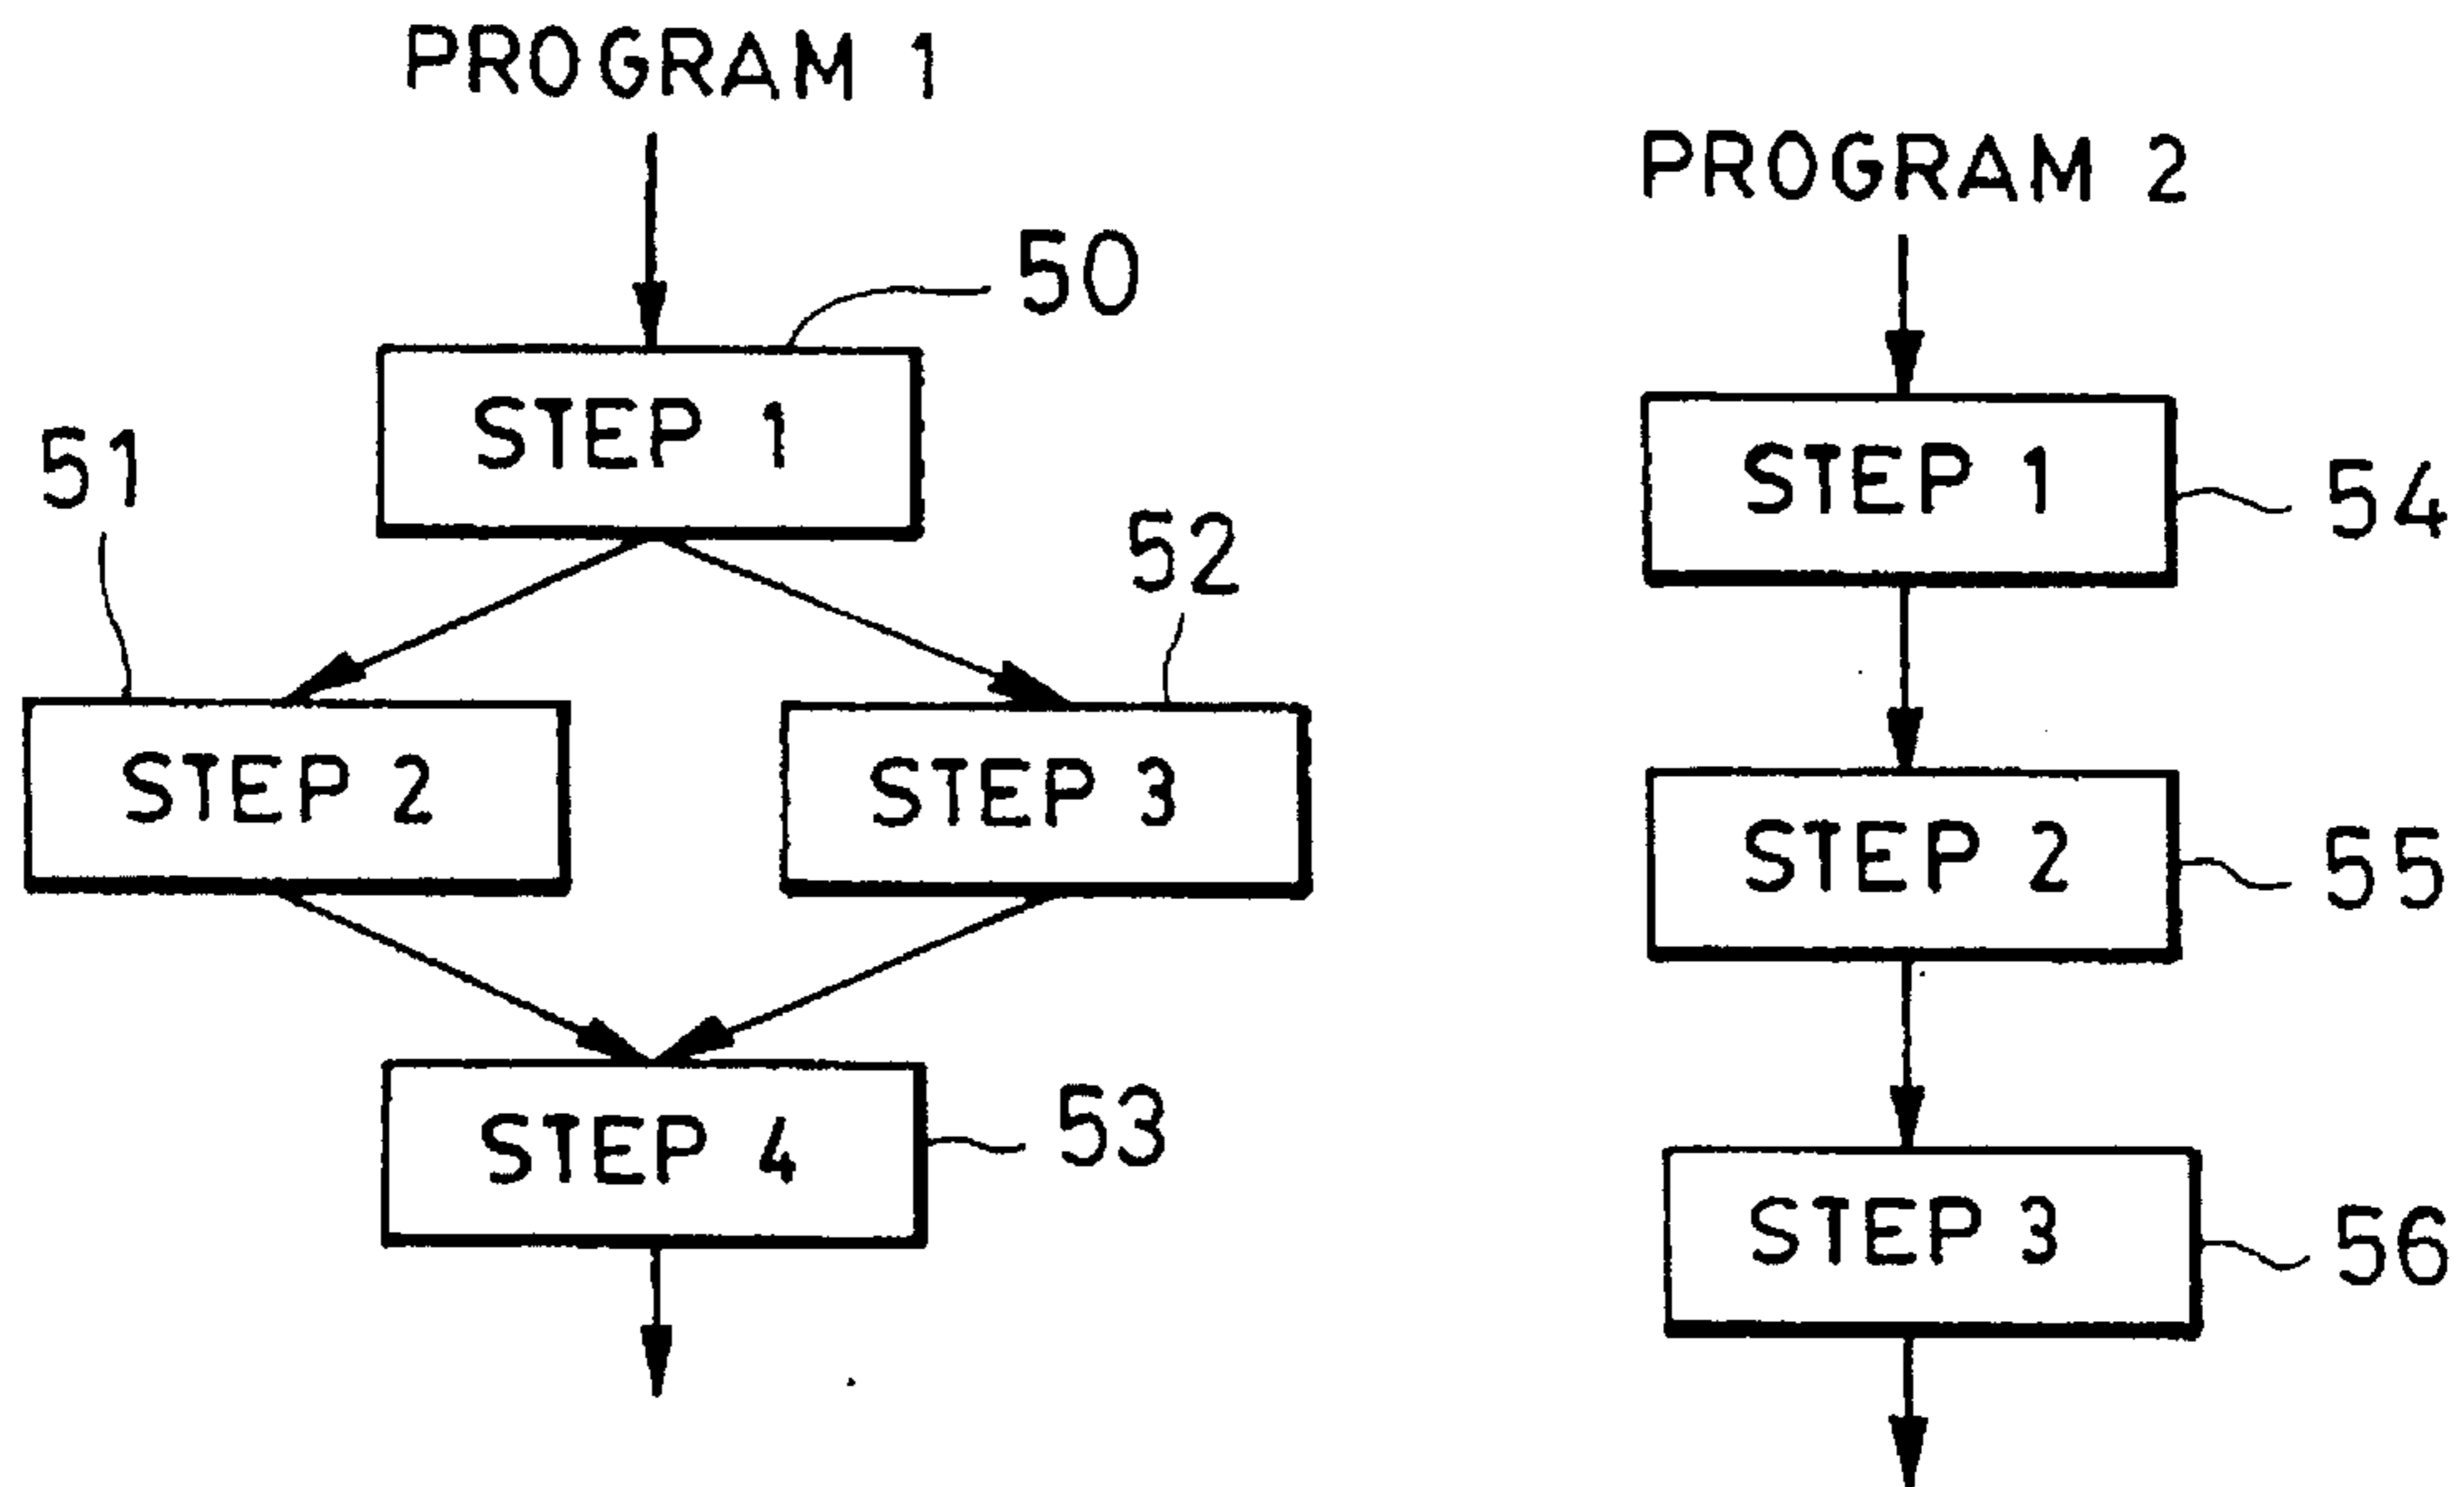 PROGRAM 1
50
STEP 1
51
52
STEP 2
STEP 3
STEP 4
53
PROGRAM 2
STEP 1
54
STEP 2
55
STEP 3
56